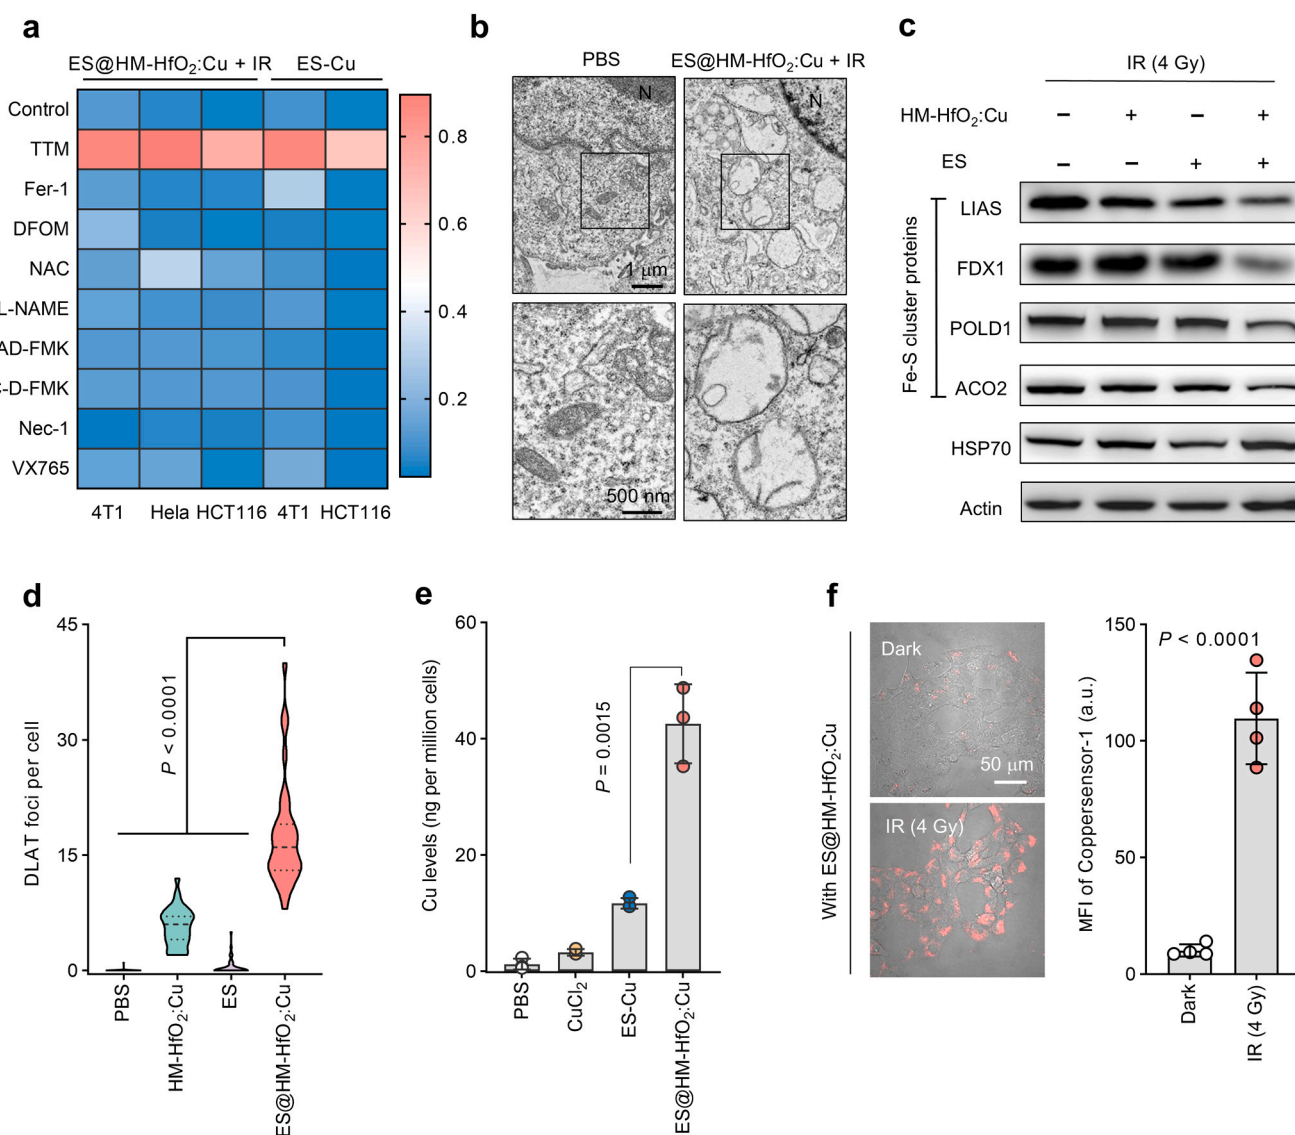 a
ES@HM-HfO₂:Cu + IR ES-Cu
Control
TTM
Fer-1
DFOM
NAC
L-NAME
AD-FMK
C-D-FMK
Nec-1
VX765
4T1 Hela HCT116 4T1 HCT116
0.8
0.6
0.4
0.2
b
PBS ES@HM-HfO₂:Cu + IR
N N
1 μm
500 nm
c
IR (4 Gy)
HM-HfO₂:Cu − + − +
ES − − + +
Fe-S cluster proteins
LIAS
FDX1
POLD1
ACO2
HSP70
Actin
d
DLAT foci per cell
45
30
15
0
P < 0.0001
PBS
HM-HfO₂:Cu
ES
ES@HM-HfO₂:Cu
e
Cu levels (ng per million cells)
60
40
20
0
P = 0.0015
PBS
CuCl₂
ES-Cu
ES@HM-HfO₂:Cu
f
With ES@HM-HfO₂:Cu
Dark
50 μm
IR (4 Gy)
MFI of Coppersensor-1 (a.u.)
150
100
50
0
P < 0.0001
Dark
IR (4 Gy)